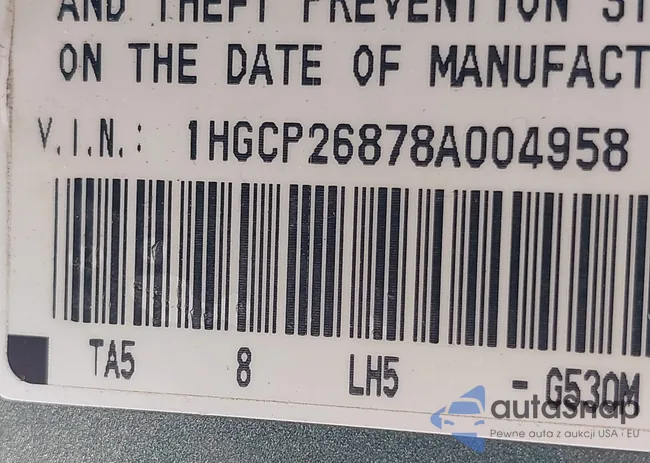 AND THEFT PREVENTION ST
ON THE DATE OF MANUFACT
V.I.N.: 1HGCP26878A004958
TA5 8 LH5 - G530M
autosnap
Pewne auta z aukcji USA i EU